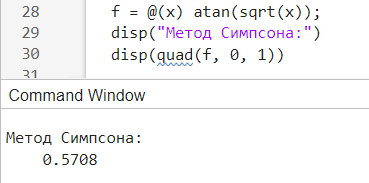 28 f = @(x) atan(sqrt(x));
29 disp("Метод Симпсона:")
30 disp(quad(f, 0, 1))
31
Command Window
Метод Симпсона:
0.5708